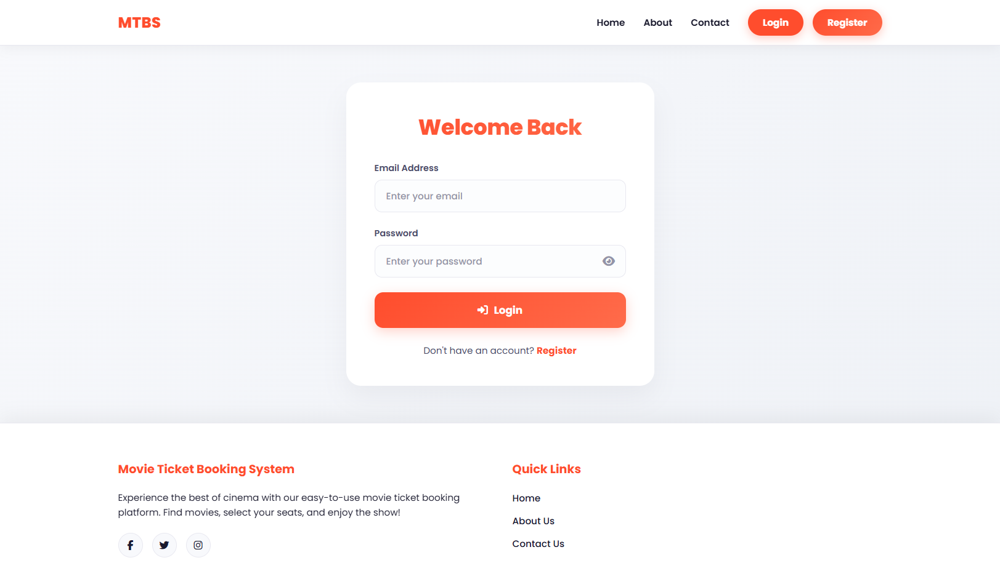 MTBS
Home
About
Contact
Login
Register
Welcome Back
Email Address
Enter your email
Password
Enter your password
Login
Don't have an account? Register
Movie Ticket Booking System
Experience the best of cinema with our easy-to-use movie ticket booking
platform. Find movies, select your seats, and enjoy the show!
Quick Links
Home
About Us
Contact Us